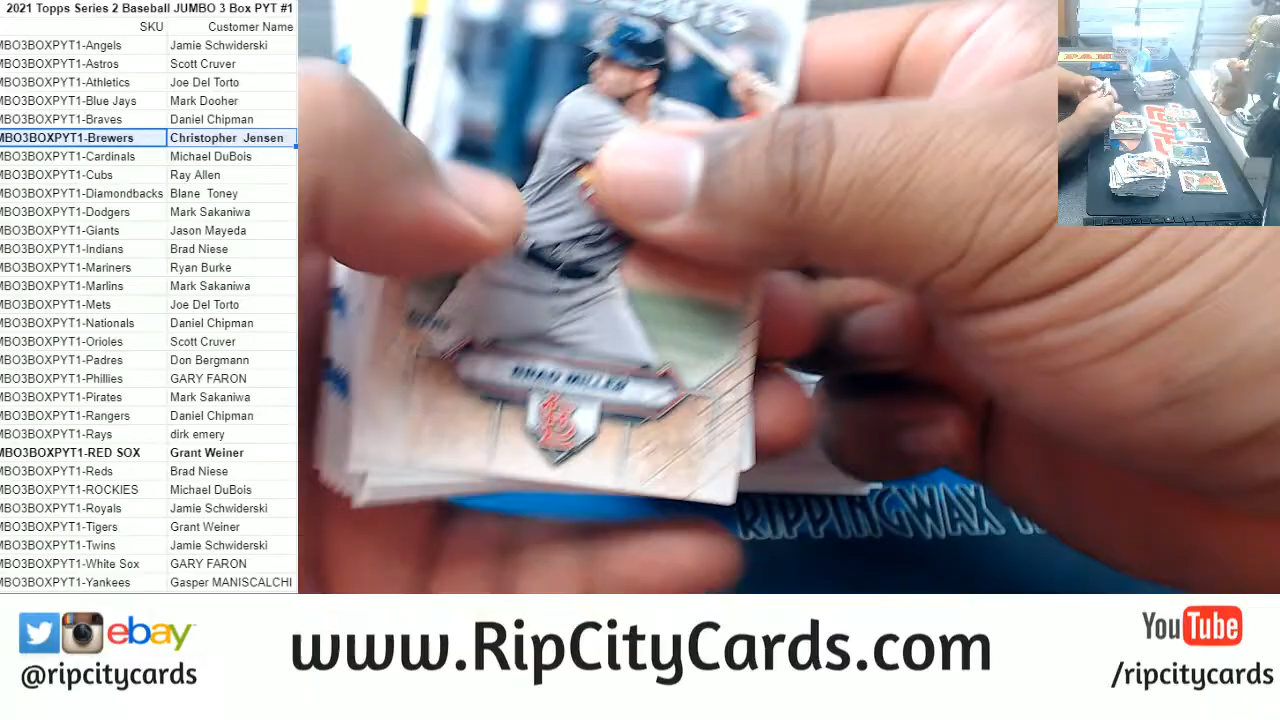 2021 Topps Series 2 Baseball JUMBO 3 Box PYT #1
SKU Customer Name
MBO3BOXPYT1-Angels Jamie Schwiderski
MBO3BOXPYT1-Astros Scott Cruver
MBO3BOXPYT1-Athletics Joe Del Torto
MBO3BOXPYT1-Blue Jays Mark Dooher
MBO3BOXPYT1-Braves Daniel Chipman
MBO3BOXPYT1-Brewers Christopher Jensen
MBO3BOXPYT1-Cardinals Michael DuBois
MBO3BOXPYT1-Cubs Ray Allen
MBO3BOXPYT1-Diamondbacks Blane Toney
MBO3BOXPYT1-Dodgers Mark Sakaniwa
MBO3BOXPYT1-Giants Jason Mayeda
MBO3BOXPYT1-Indians Brad Niese
MBO3BOXPYT1-Mariners Ryan Burke
MBO3BOXPYT1-Marlins Mark Sakaniwa
MBO3BOXPYT1-Mets Joe Del Torto
MBO3BOXPYT1-Nationals Daniel Chipman
MBO3BOXPYT1-Orioles Scott Cruver
MBO3BOXPYT1-Padres Don Bergmann
MBO3BOXPYT1-Phillies GARY FARON
MBO3BOXPYT1-Pirates Mark Sakaniwa
MBO3BOXPYT1-Rangers Daniel Chipman
MBO3BOXPYT1-Rays dirk emery
MBO3BOXPYT1-RED SOX Grant Weiner
MBO3BOXPYT1-Reds Brad Niese
MBO3BOXPYT1-ROCKIES Michael DuBois
MBO3BOXPYT1-Royals Jamie Schwiderski
MBO3BOXPYT1-Tigers Grant Weiner
MBO3BOXPYT1-Twins Jamie Schwiderski
MBO3BOXPYT1-White Sox GARY FARON
MBO3BOXPYT1-Yankees Gasper MANISCALCHI
BRAD MILLER
RIPPINGWAX
ebay
@ripcitycards
www.RipCityCards.com
YouTube
/ripcitycards